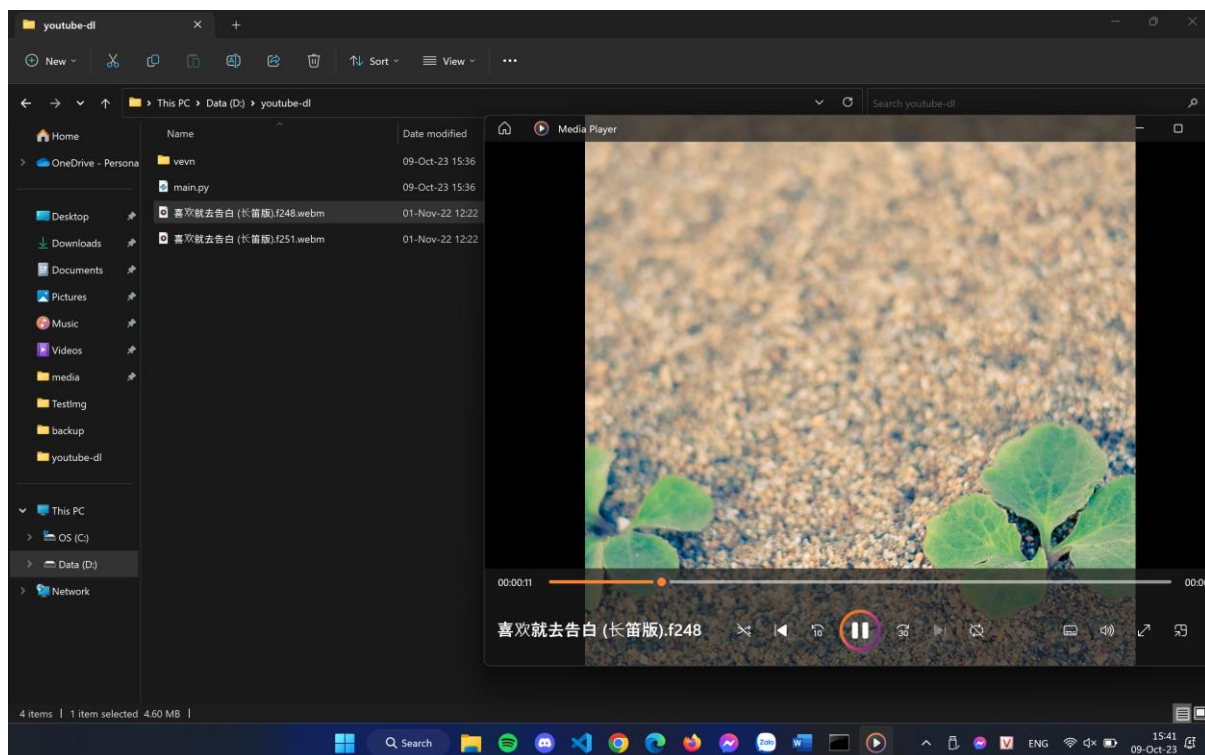 youtube-dl
New
Sort
View
This PC > Data (D:) > youtube-dl
Search youtube-dl
Home
OneDrive - Persona
Desktop
Downloads
Documents
Pictures
Music
Videos
media
TestImg
backup
youtube-dl
This PC
OS (C:)
Data (D:)
Network
Name Date modified
vevn 09-Oct-23 15:36
main.py 09-Oct-23 15:36
喜欢就去告白 (长笛版).f248.webm 01-Nov-22 12:22
喜欢就去告白 (长笛版).f251.webm 01-Nov-22 12:22
Media Player
00:00:11
喜欢就去告白 (长笛版).f248
10
30
4 items | 1 item selected 4.60 MB |
Search
Zalo
ENG
15:41
09-Oct-23